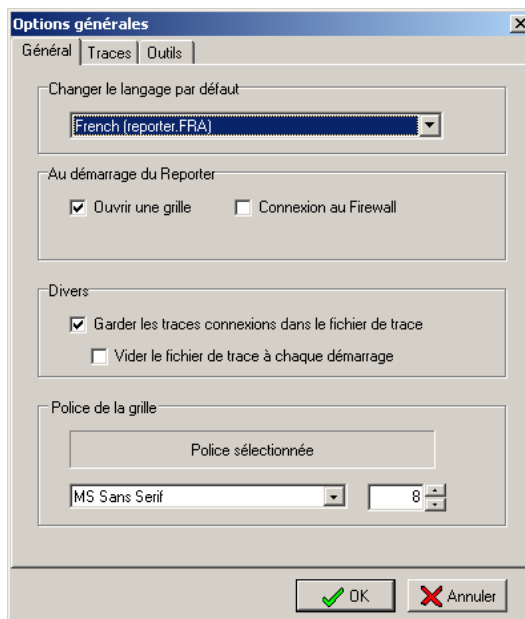 Options générales
Général Traces Outils
Changer le langage par défaut
French (reporter.FRA)
Au démarrage du Reporter
Ouvrir une grille Connexion au Firewall
Divers
Garder les traces connexions dans le fichier de trace
Vider le fichier de trace à chaque démarrage
Police de la grille
Police sélectionnée
MS Sans Serif 8
OK Annuler